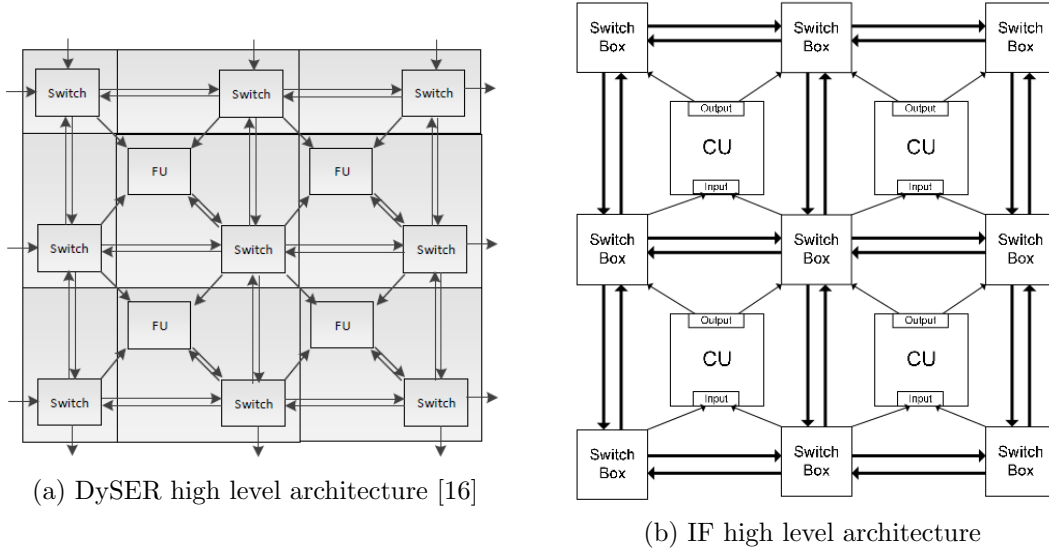 Switch
Switch
Switch
FU
FU
Switch
Switch
Switch
FU
FU
Switch
Switch
Switch
(a) DySER high level architecture [16]
Switch
Box
Switch
Box
Switch
Box
Output
CU
Input
Output
CU
Input
Switch
Box
Switch
Box
Switch
Box
Output
CU
Input
Output
CU
Input
Switch
Box
Switch
Box
Switch
Box
(b) IF high level architecture